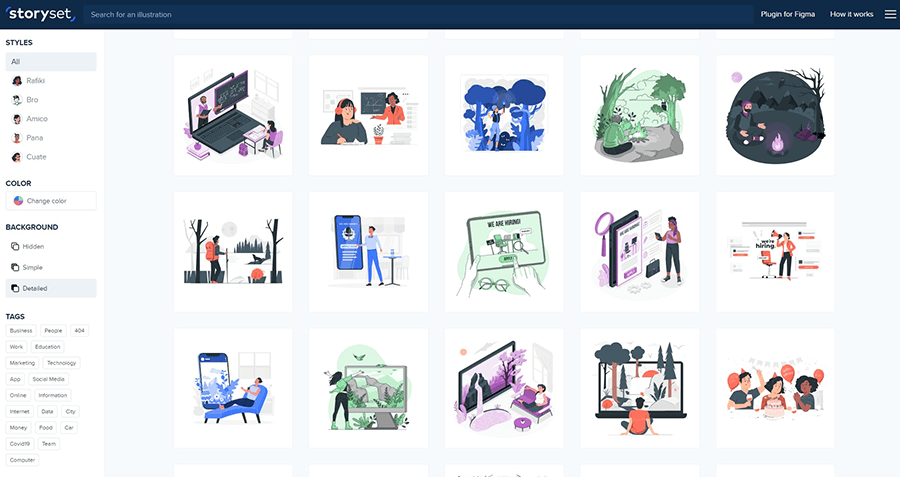 storyset
Search for an illustration
Plugin for Figma
How it works
STYLES
All
Rafiki
Bro
Amico
Pana
Cuate
COLOR
Change color
BACKGROUND
Hidden
Simple
Detailed
TAGS
Business People 404
Work Education
Marketing Technology
App Social Media
Online Information
Internet Data City
Money Food Car
Covid19 Team
Computer
WE ARE HIRING!
APPLY
we're
hiring